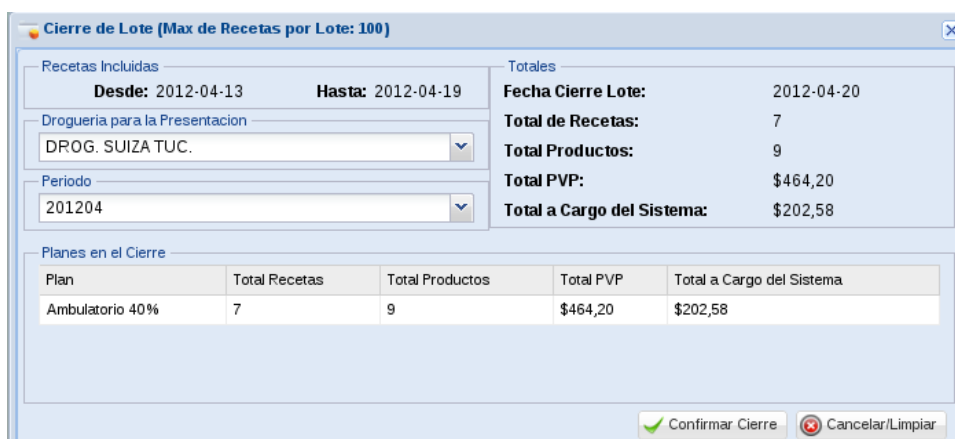 Cierre de Lote (Max de Recetas por Lote: 100)
Recetas Incluidas
Desde: 2012-04-13 Hasta: 2012-04-19
Drogueria para la Presentacion
DROG. SUIZA TUC.
Periodo
201204
Totales
Fecha Cierre Lote: 2012-04-20
Total de Recetas: 7
Total Productos: 9
Total PVP: $464,20
Total a Cargo del Sistema: $202,58
Planes en el Cierre
Plan Total Recetas Total Productos Total PVP Total a Cargo del Sistema
Ambulatorio 40% 7 9 $464,20 $202,58
Confirmar Cierre Cancelar/Limpiar